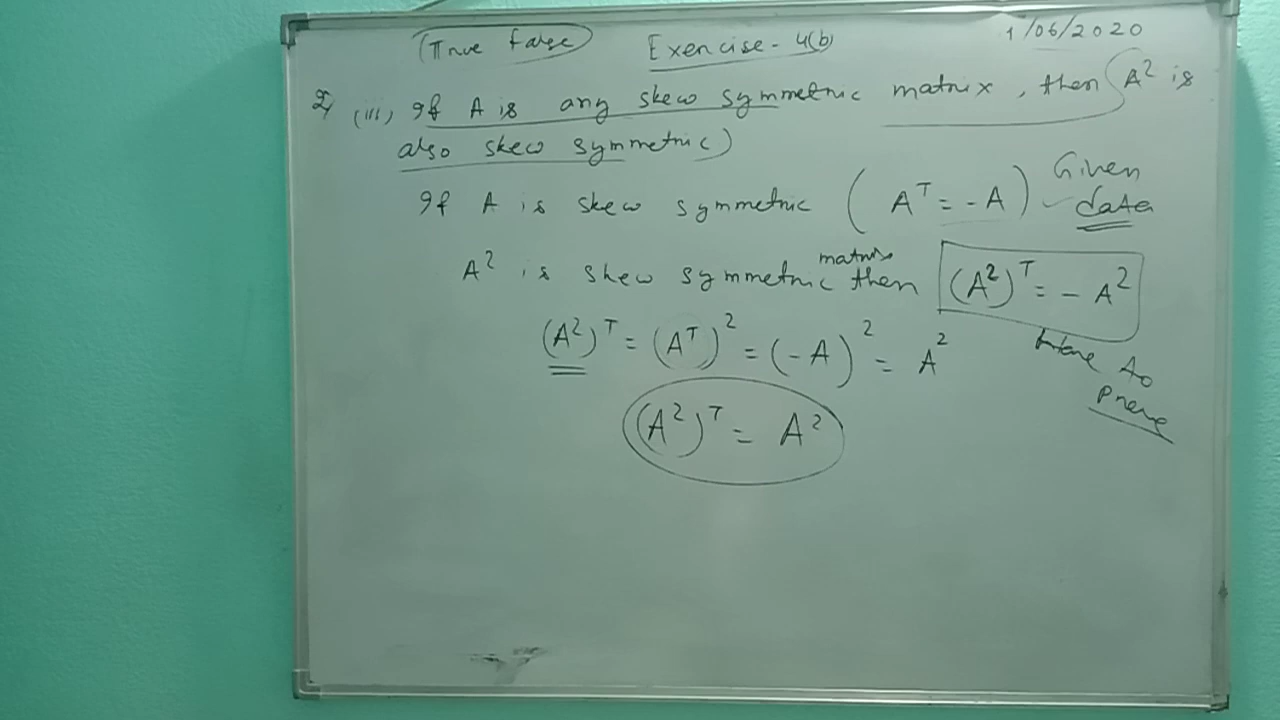 (True False) Exercise - 4(b) 1/06/2020
2) (iii) If A is any skew symmetric matrix, then (A² is
also skew symmetric)
If A is skew symmetric (Aᵀ = -A) Given data
A² is skew symmetric matrix then (A²)ᵀ = - A²
(A²)ᵀ = (Aᵀ)² = (-A)² = A²
to
prove
(A²)ᵀ = A²